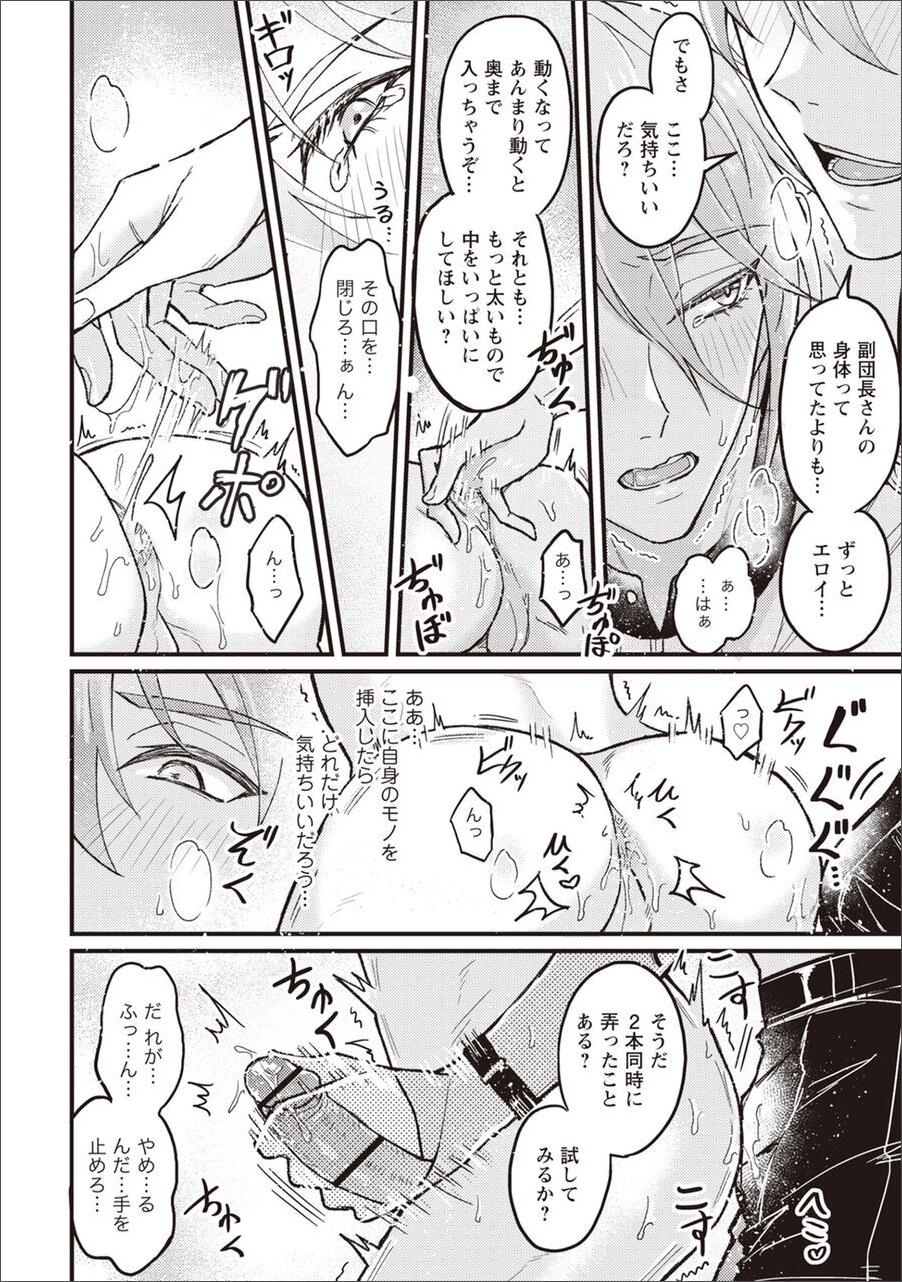 でもさ
ここ…
気持ちいい
だろ?
副団長さんの
身体って
思ってたよりも…
ずっと
エロイ…
あ…
…はぁ
動くなって
あんまり動くと
奥まで
入っちゃうぞ…
それとも…
もっと太いもので
中をいっぱいに
してほしい?
ぢゅく
あ…っ
ぢゅぷ
ぢゅぽ
ギロッ
うる…
その口を…
閉じろ…ぁん…
グポ
ん…っ
ぐぐぐ…
ビクッ
ビクッ
っ♡
ひく
ひく♡
んっ
ああ…
ここに自身のモノを
挿入したら
どれだけ
気持ちいいだろう…
ごくっ
こす
こす
ヘミ♡
そうだ
2本同時に
弄ったこと
ある?
試して
みるか?
ちゅく
ちゅく
だれが…
ふっ…ん…
やめ…る
んだ…手を
止めろ…